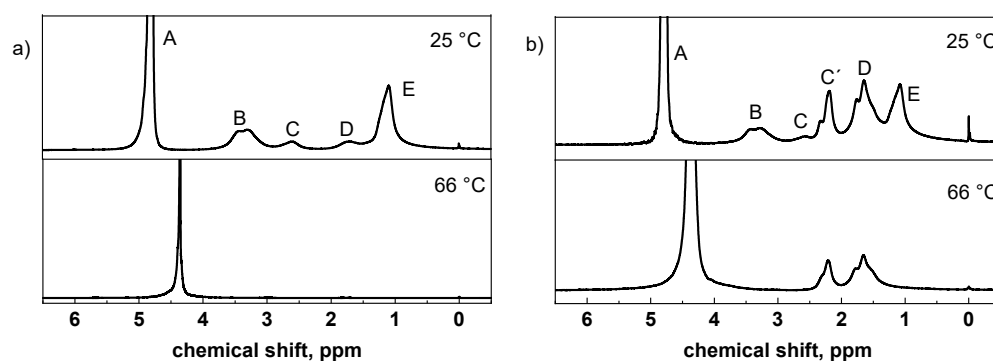 a)
A
B
C
D
E
25 °C
66 °C
6 5 4 3 2 1 0
chemical shift, ppm
b)
A
B
C
C´
D
E
25 °C
66 °C
6 5 4 3 2 1 0
chemical shift, ppm